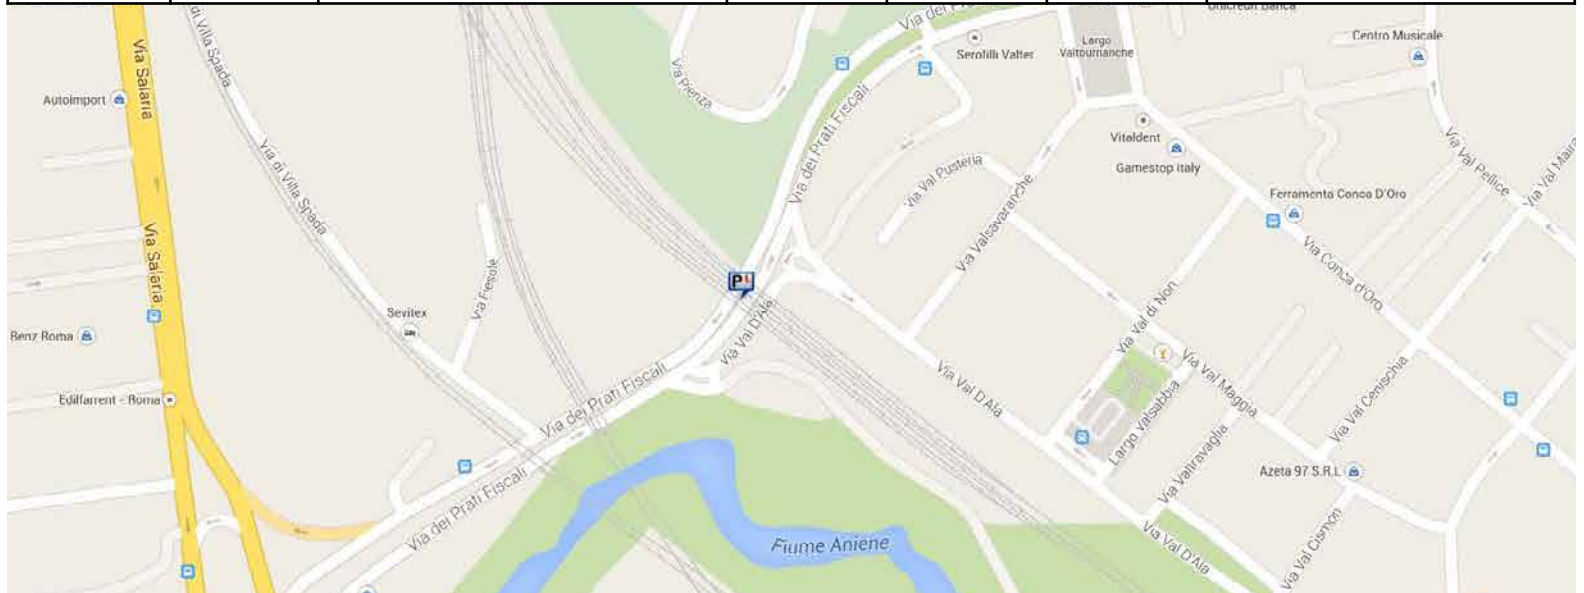 Unicredit Banca
Via dei Prati
Via di Villa Spada
Via Salaria
Autoimport
Via Pienza
Serofilli Valter
Largo
Valtournanche
Centro Musicale
Via dei Prati Fiscali
Vitaldent
Gamestop Italy
Via Val Pellice
Via Val Maira
Via di Villa Spada
Via Val Pusteria
Via Valsavaranche
Ferramenta Conca D'Oro
Via Salaria
Via Fiesole
P
Via Conca d'Oro
Via Val di Non
Sevitex
Benz Roma
Via Val D'Ala
Via dei Prati Fiscali
Via Val D'Ala
Via Val Maggia
Via Val Cenischia
Largo Valsabbia
Edilfarrent - Roma
Via Valtravaglia
Azeta 97 S.R.L
Via dei Prati Fiscali
Fiume Aniene
Via Val D'Ala
Via Val Cismon